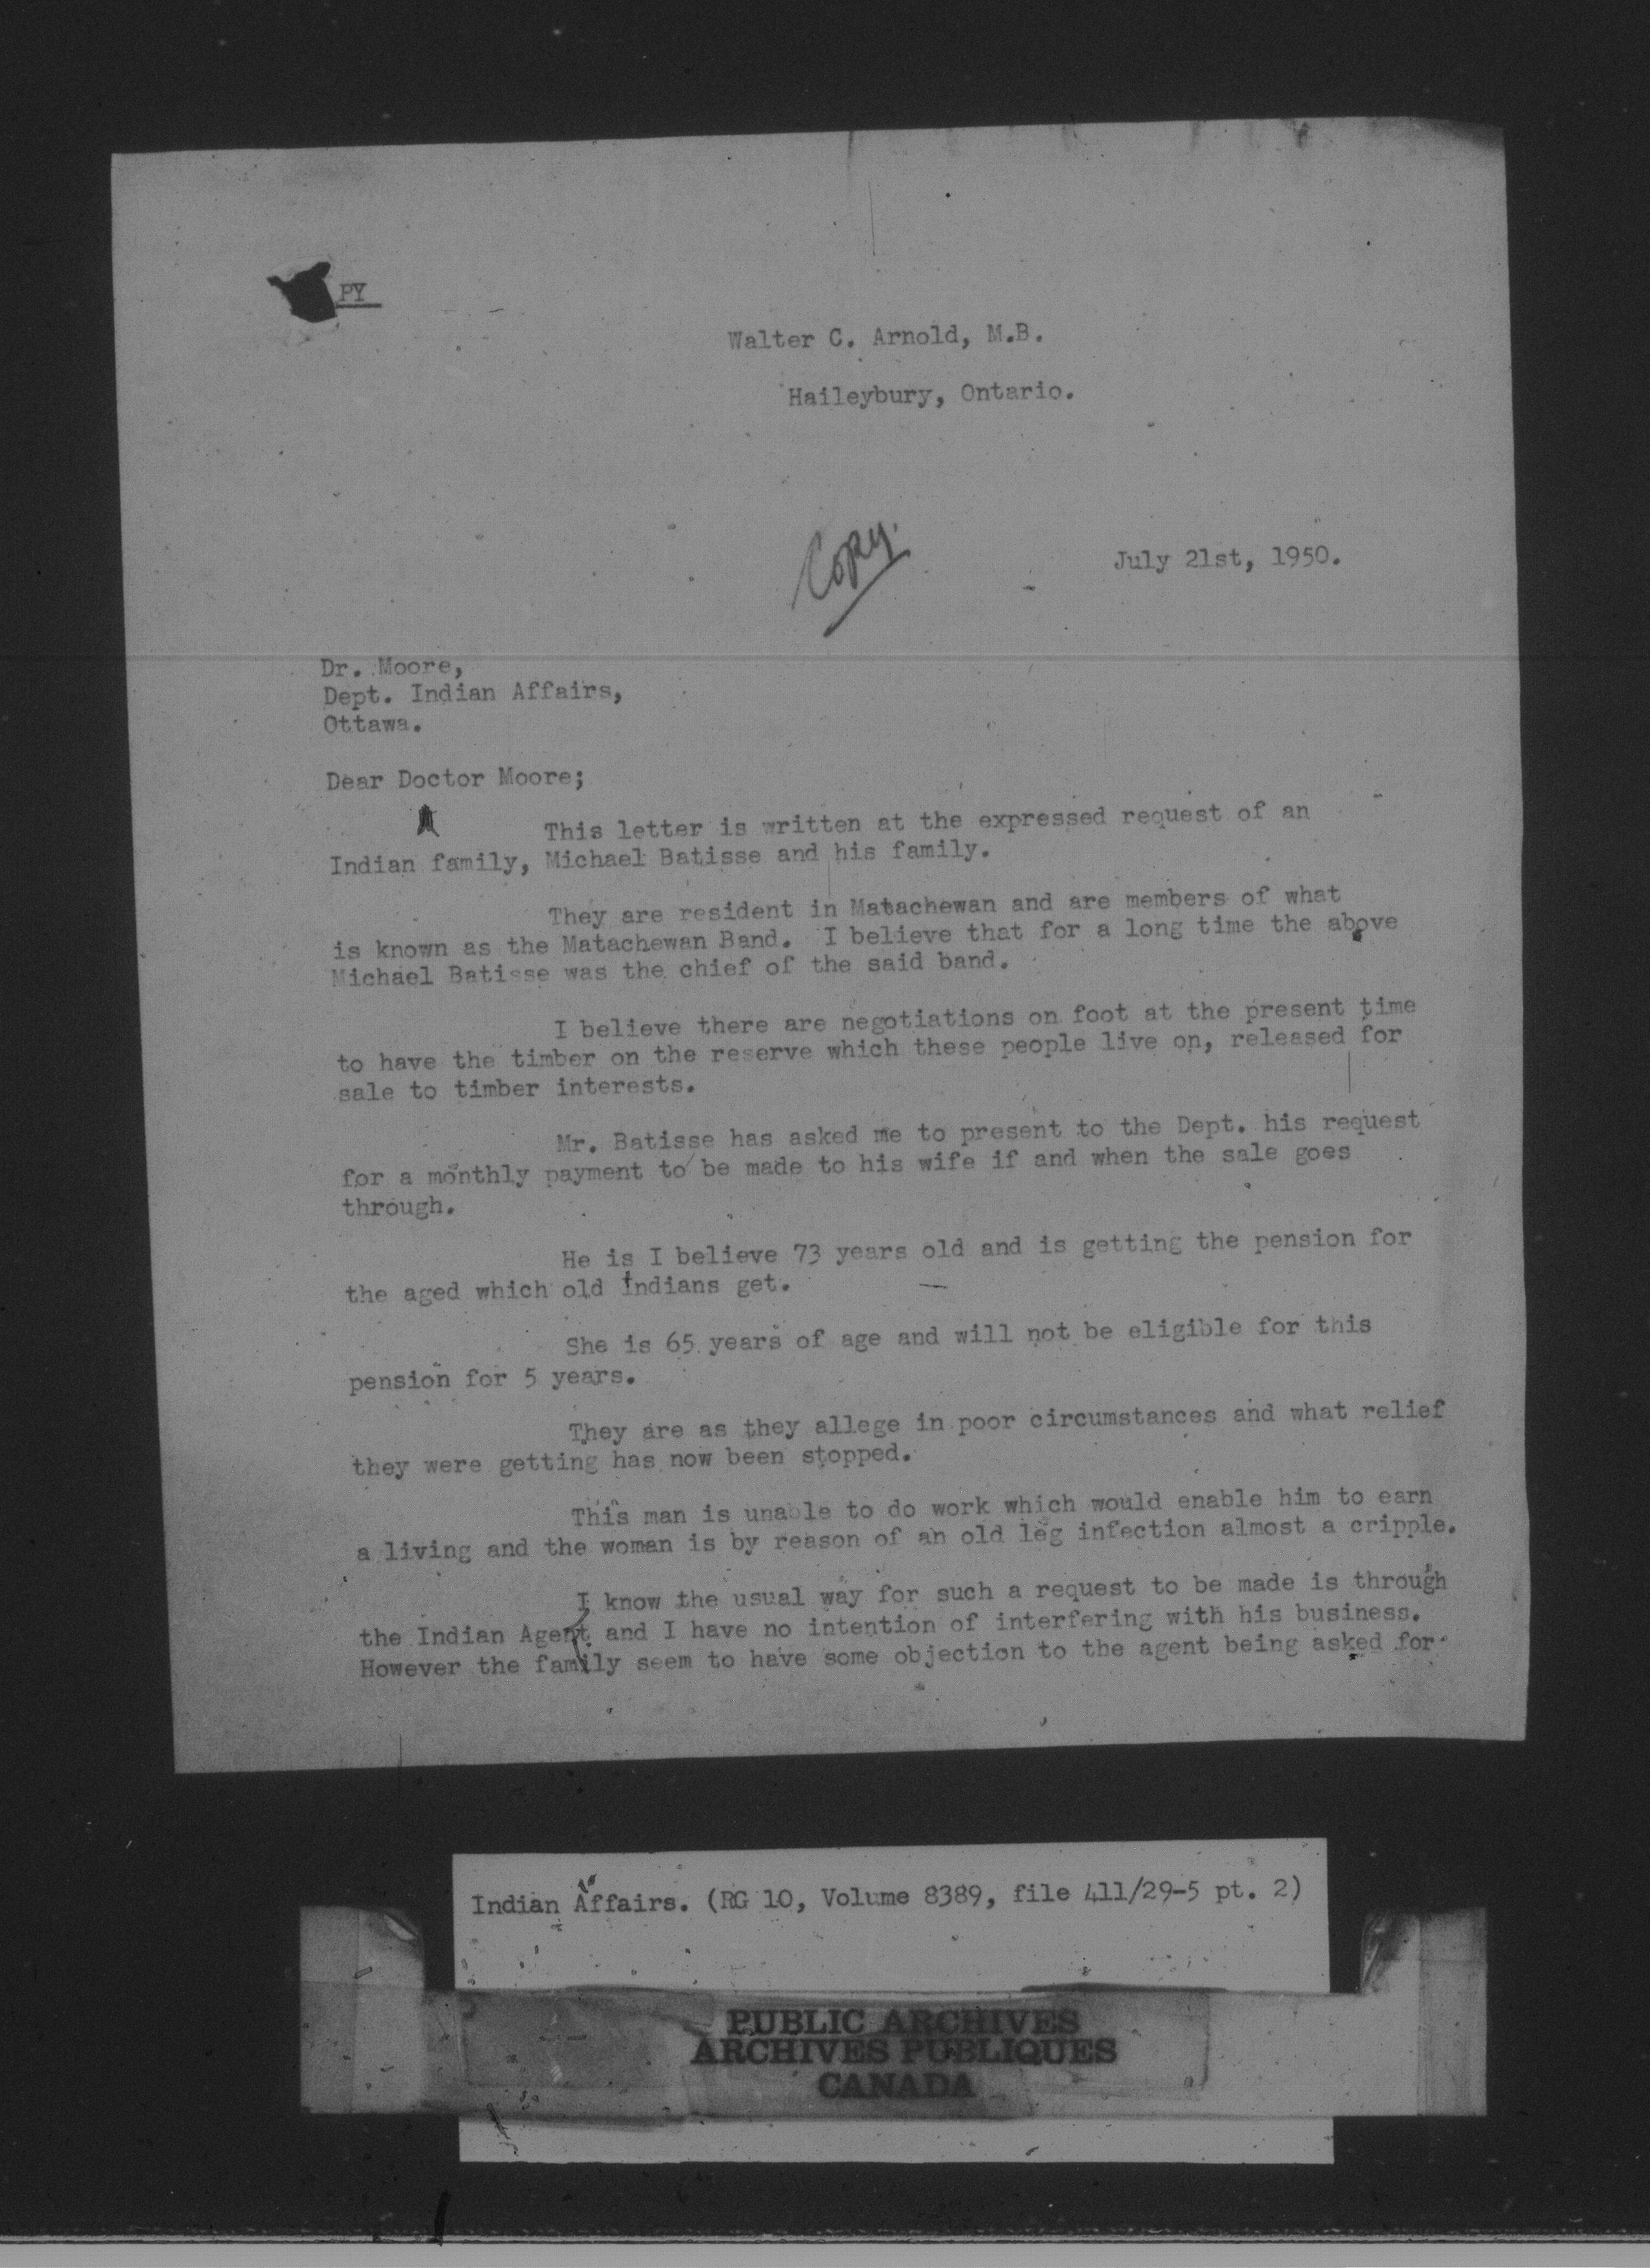 PY
Walter C. Arnold, M.B.
Haileybury, Ontario.
Copy.
July 21st, 1950.
Dr. Moore,
Dept. Indian Affairs,
Ottawa.
Dear Doctor Moore;
This letter is written at the expressed request of an
Indian family, Michael Batisse and his family.
They are resident in Matachewan and are members of what
is known as the Matachewan Band. I believe that for a long time the above
Michael Batisse was the chief of the said band.
I believe there are negotiations on foot at the present time
to have the timber on the reserve which these people live on, released for
sale to timber interests.
Mr. Batisse has asked me to present to the Dept. his request
for a monthly payment to be made to his wife if and when the sale goes
through.
He is I believe 73 years old and is getting the pension for
the aged which old Indians get.
She is 65 years of age and will not be eligible for this
pension for 5 years.
They are as they allege in poor circumstances and what relief
they were getting has now been stopped.
This man is unable to do work which would enable him to earn
a living and the woman is by reason of an old leg infection almost a cripple.
I know the usual way for such a request to be made is through
the Indian Agent and I have no intention of interfering with his business.
However the family seem to have some objection to the agent being asked for
Indian Affairs. (RG 10, Volume 8389, file 411/29-5 pt. 2)
PUBLIC ARCHIVES
ARCHIVES PUBLIQUES
CANADA